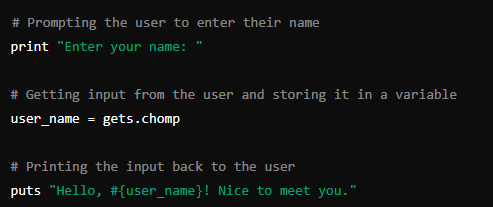 # Prompting the user to enter their name
print "Enter your name: "
# Getting input from the user and storing it in a variable
user_name = gets.chomp
# Printing the input back to the user
puts "Hello, #{user_name}! Nice to meet you."